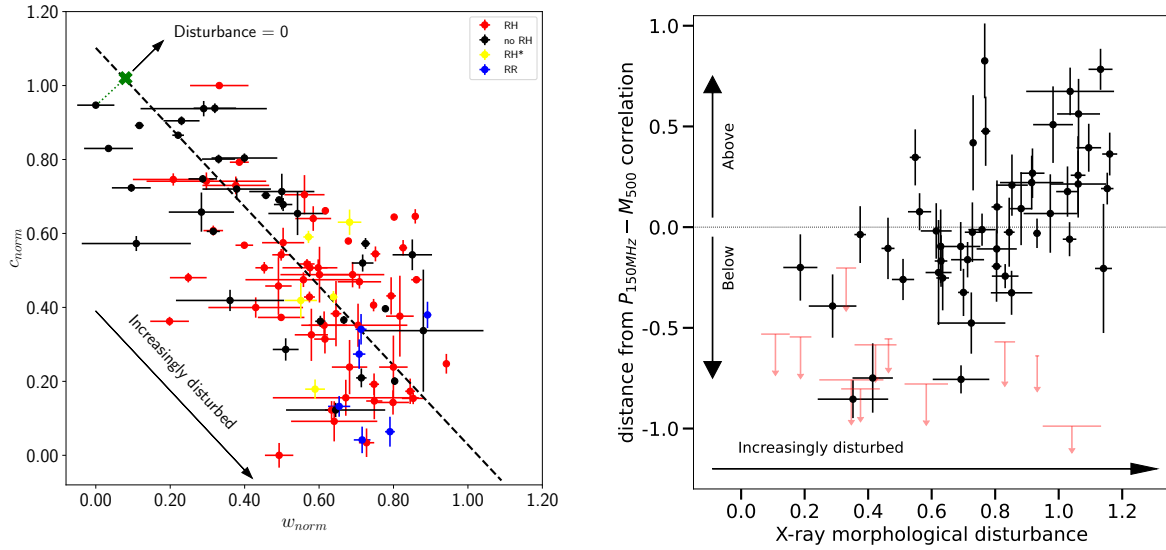 1.20
1.00
0.80
0.60
0.40
0.20
0.00
c_norm
Disturbance = 0
RH
no RH
RH*
RR
Increasingly disturbed
0.00 0.20 0.40 0.60 0.80 1.00 1.20
w_norm
1.0
0.5
0.0
-0.5
-1.0
distance from P_150MHz − M_500 correlation
Above
Below
Increasingly disturbed
0.0 0.2 0.4 0.6 0.8 1.0 1.2
X-ray morphological disturbance